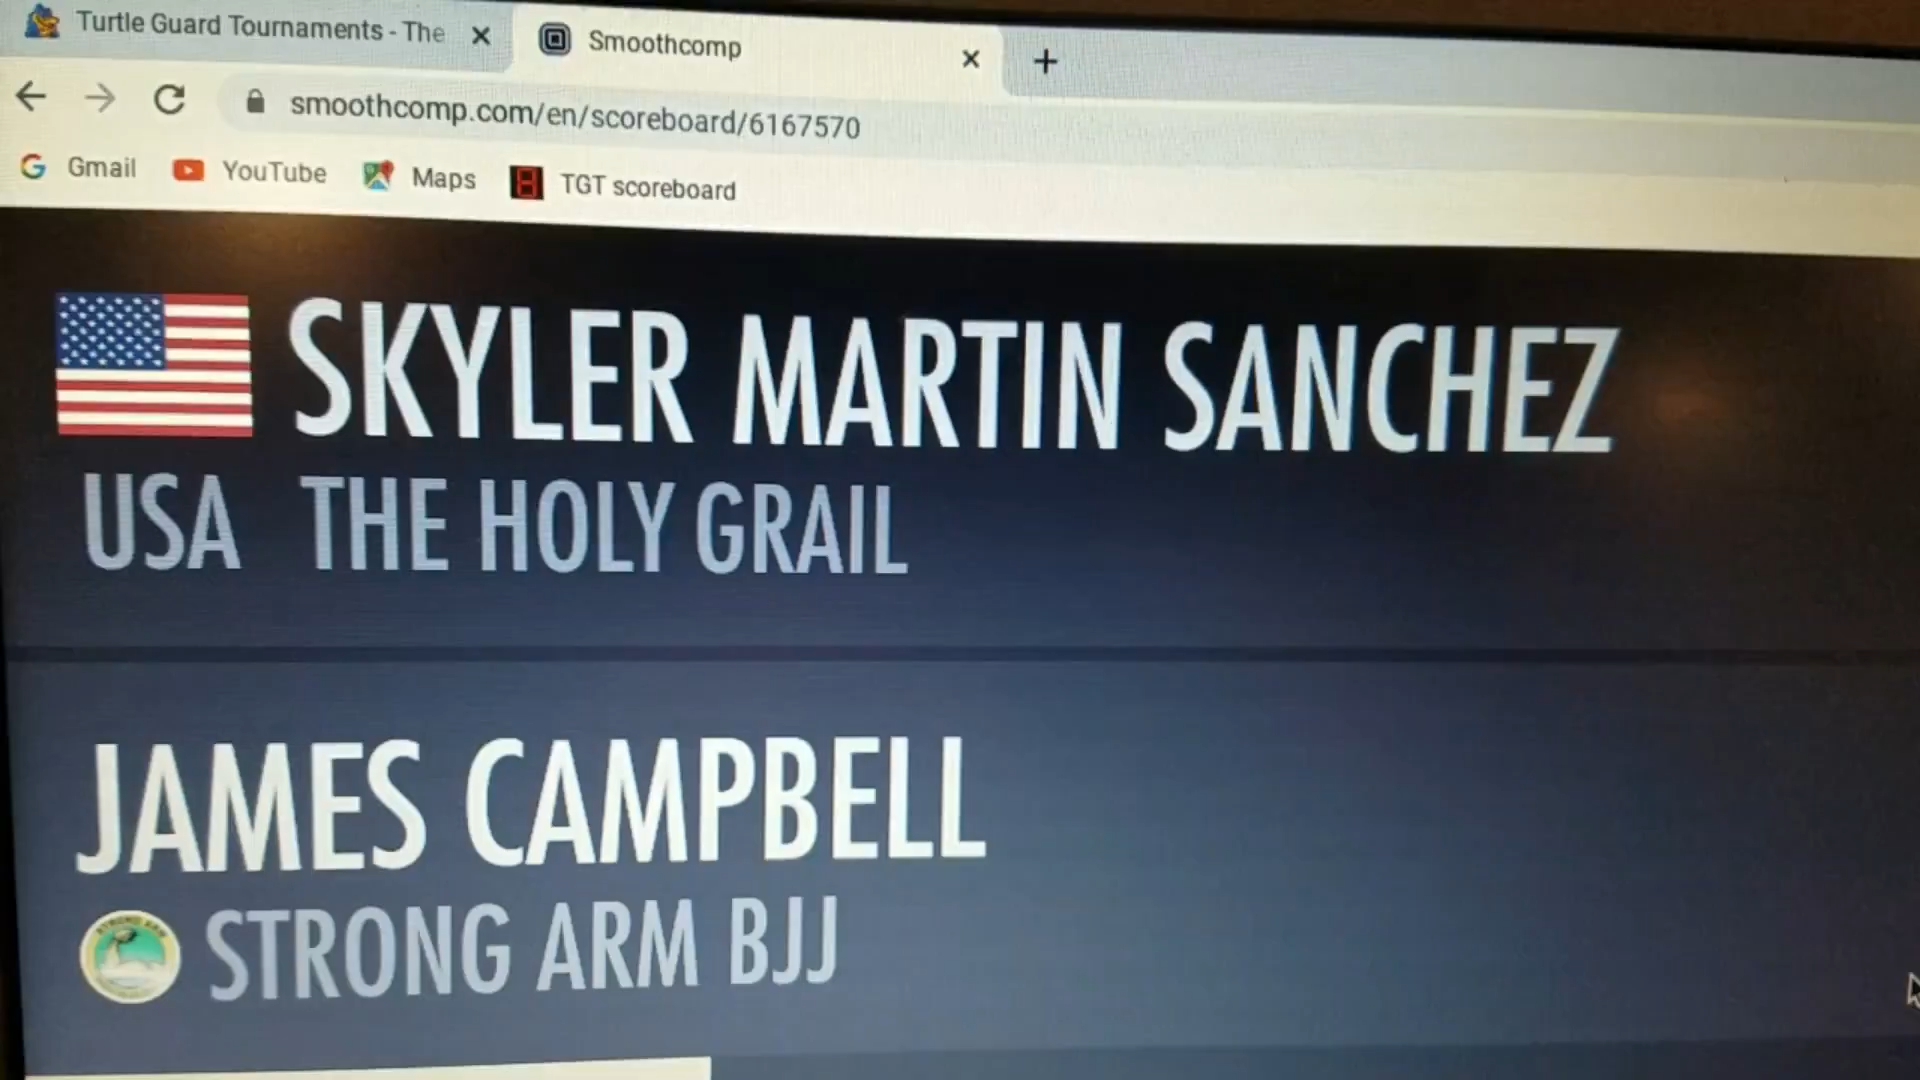 Turtle Guard Tournaments - The
Smoothcomp
smoothcomp.com/en/scoreboard/6167570
Gmail YouTube Maps TGT scoreboard
SKYLER MARTIN SANCHEZ
USA THE HOLY GRAIL
JAMES CAMPBELL
STRONG ARM BJJ